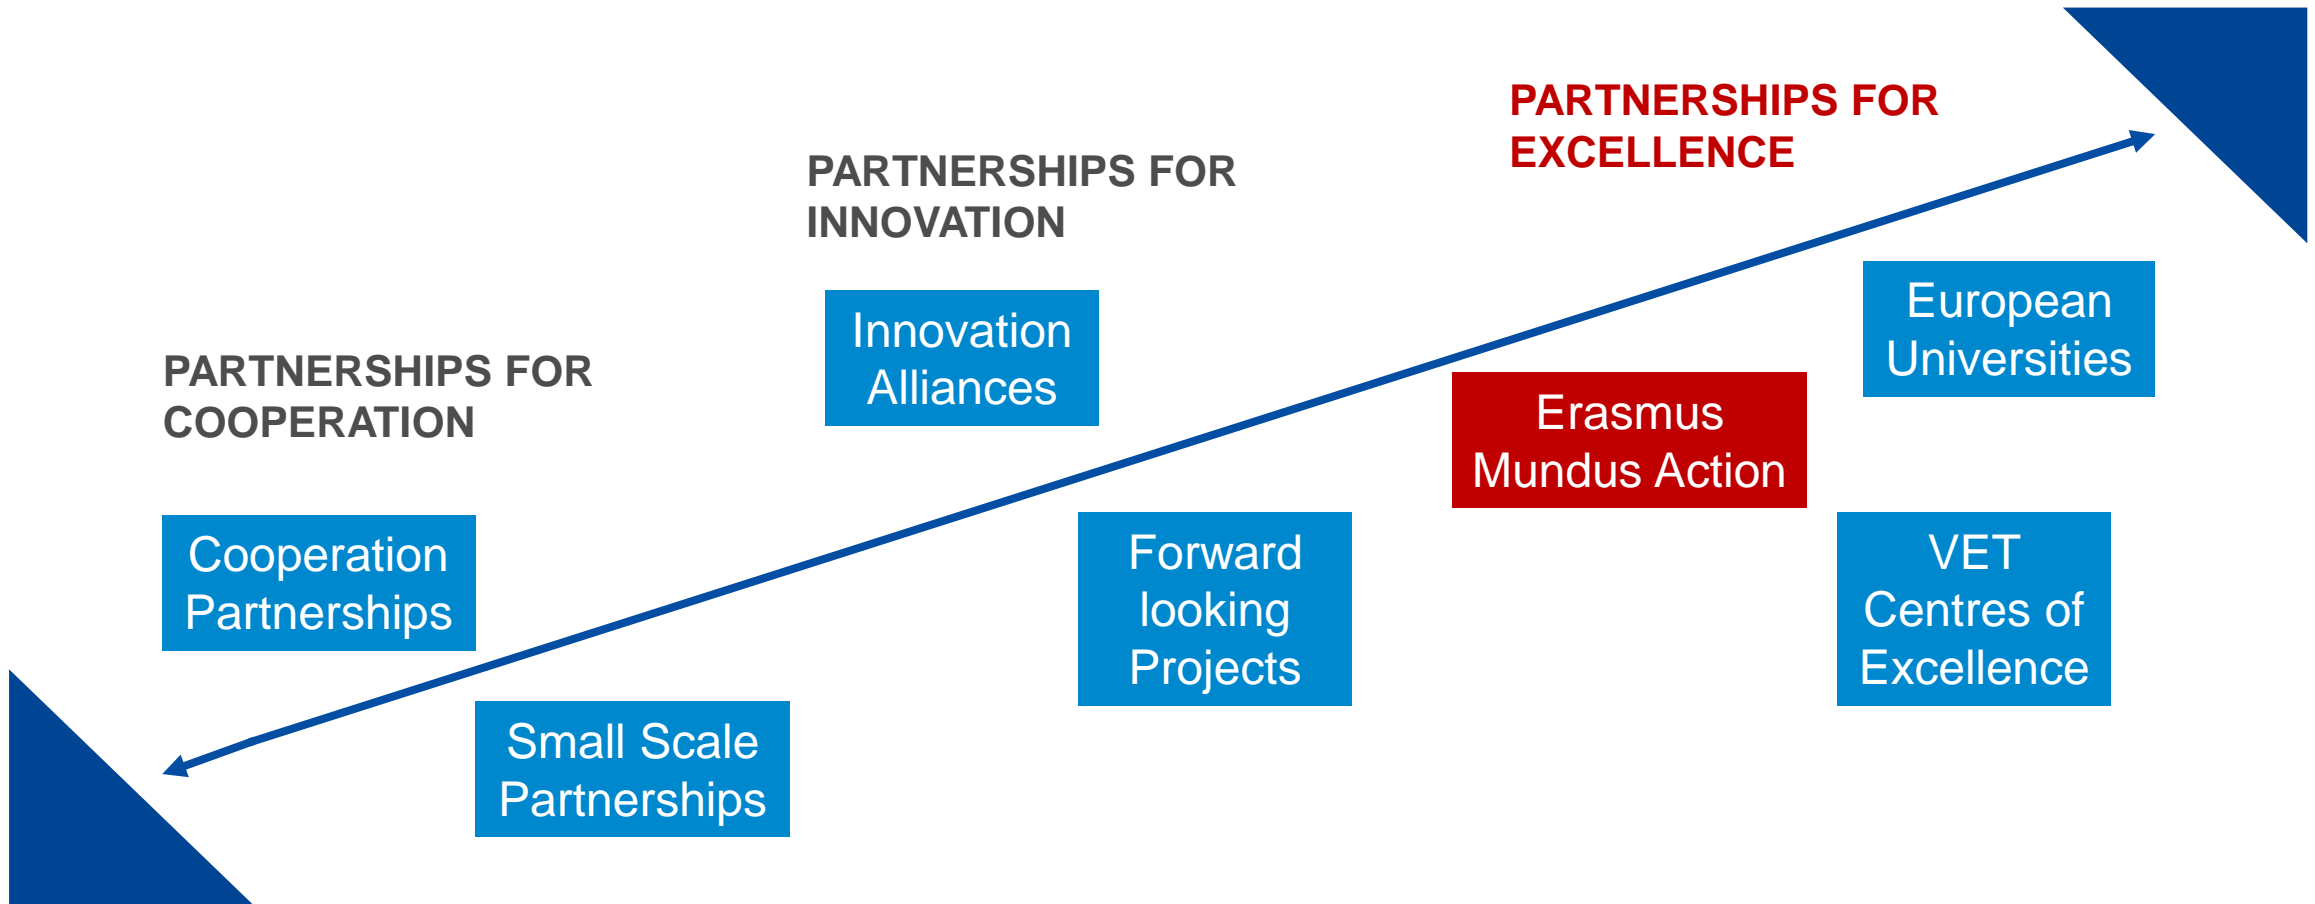 PARTNERSHIPS FOR
COOPERATION
Cooperation
Partnerships
Small Scale
Partnerships
PARTNERSHIPS FOR
INNOVATION
Innovation
Alliances
Forward
looking
Projects
PARTNERSHIPS FOR
EXCELLENCE
Erasmus
Mundus Action
European
Universities
VET
Centres of
Excellence